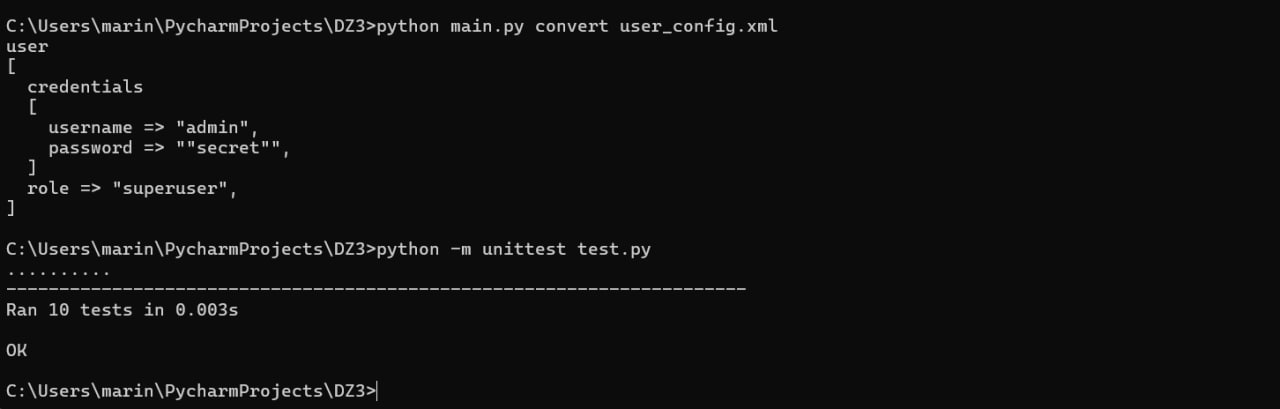 C:\Users\marin\PycharmProjects\DZ3>python main.py convert user_config.xml
user
[
  credentials
  [
    username => "admin",
    password => ""secret"",
  ]
  role => "superuser",
]
C:\Users\marin\PycharmProjects\DZ3>python -m unittest test.py
..........
----------------------------------------------------------------------
Ran 10 tests in 0.003s
OK
C:\Users\marin\PycharmProjects\DZ3>